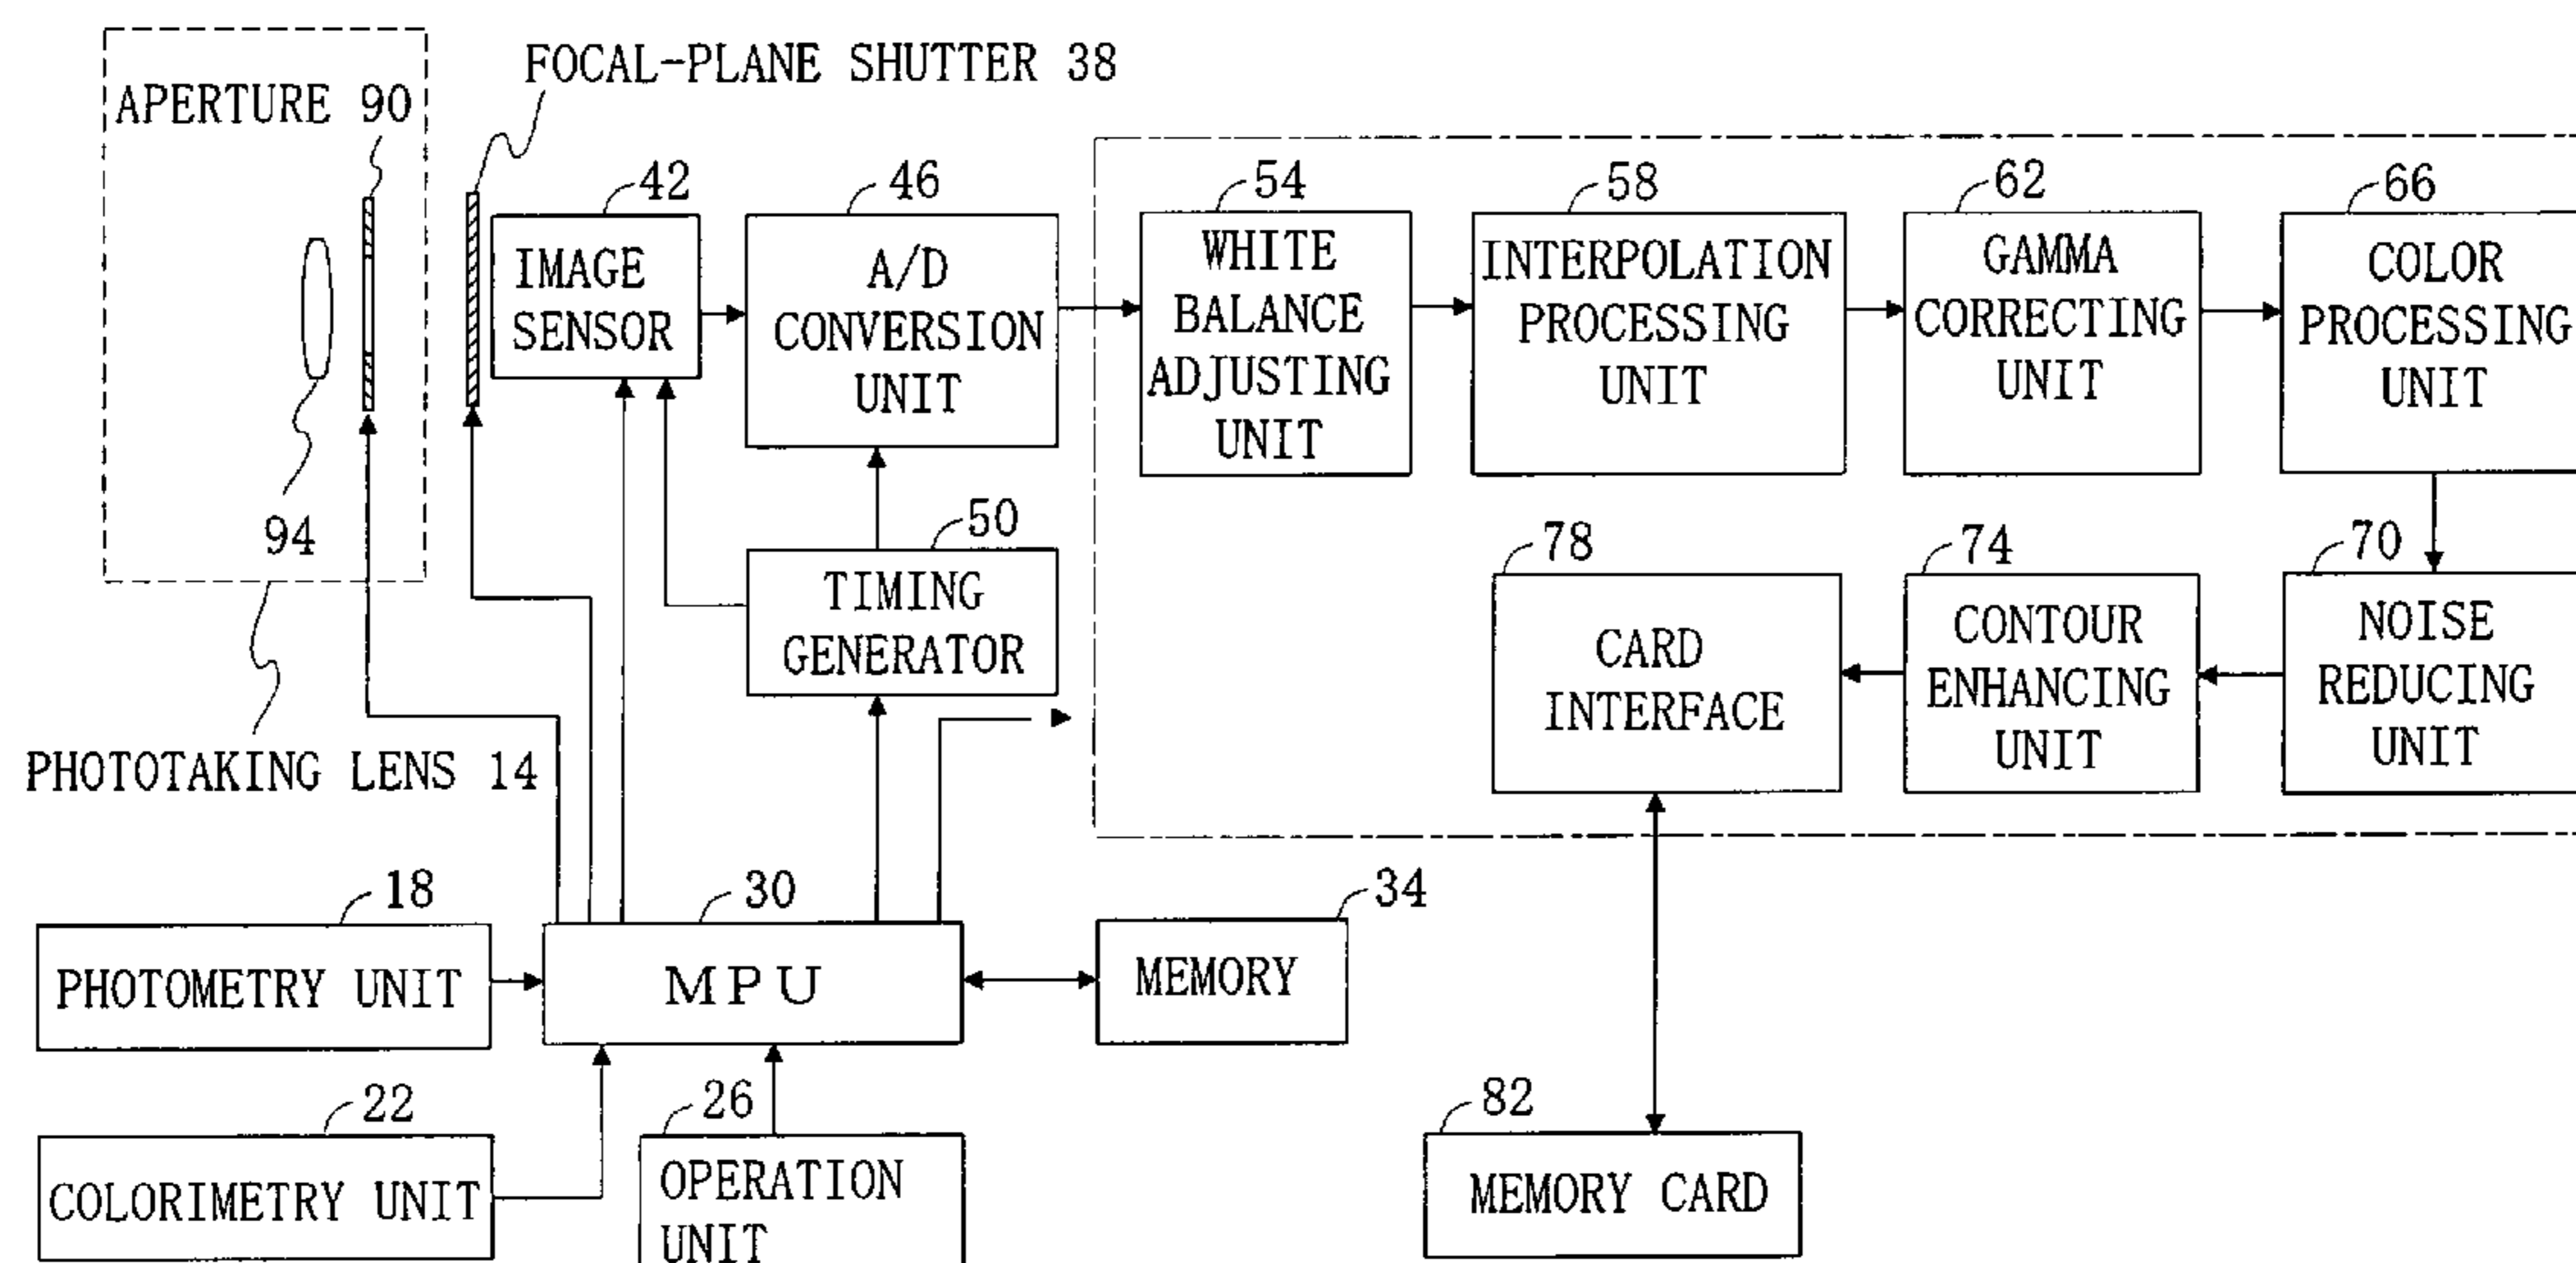 FOCAL-PLANE SHUTTER 38
APERTURE 90
94
PHOTOTAKING LENS 14
42
IMAGE
SENSOR
46
A/D
CONVERSION
UNIT
50
TIMING
GENERATOR
54
WHITE
BALANCE
ADJUSTING
UNIT
58
INTERPOLATION
PROCESSING
UNIT
62
GAMMA
CORRECTING
UNIT
66
COLOR
PROCESSING
UNIT
78
CARD
INTERFACE
74
CONTOUR
ENHANCING
UNIT
70
NOISE
REDUCING
UNIT
18
PHOTOMETRY UNIT
30
MPU
34
MEMORY
22
COLORIMETRY UNIT
26
OPERATION
UNIT
82
MEMORY CARD